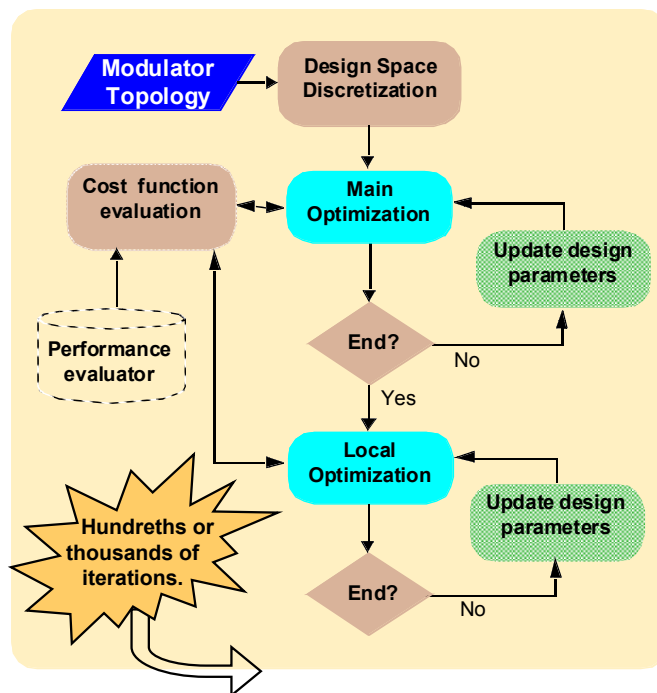 Modulator
Topology
Design Space
Discretization
Cost function
evaluation
Main
Optimization
Update design
parameters
Performance
evaluator
End?
No
Yes
Local
Optimization
Update design
parameters
Hundreths or
thousands of
iterations.
End?
No